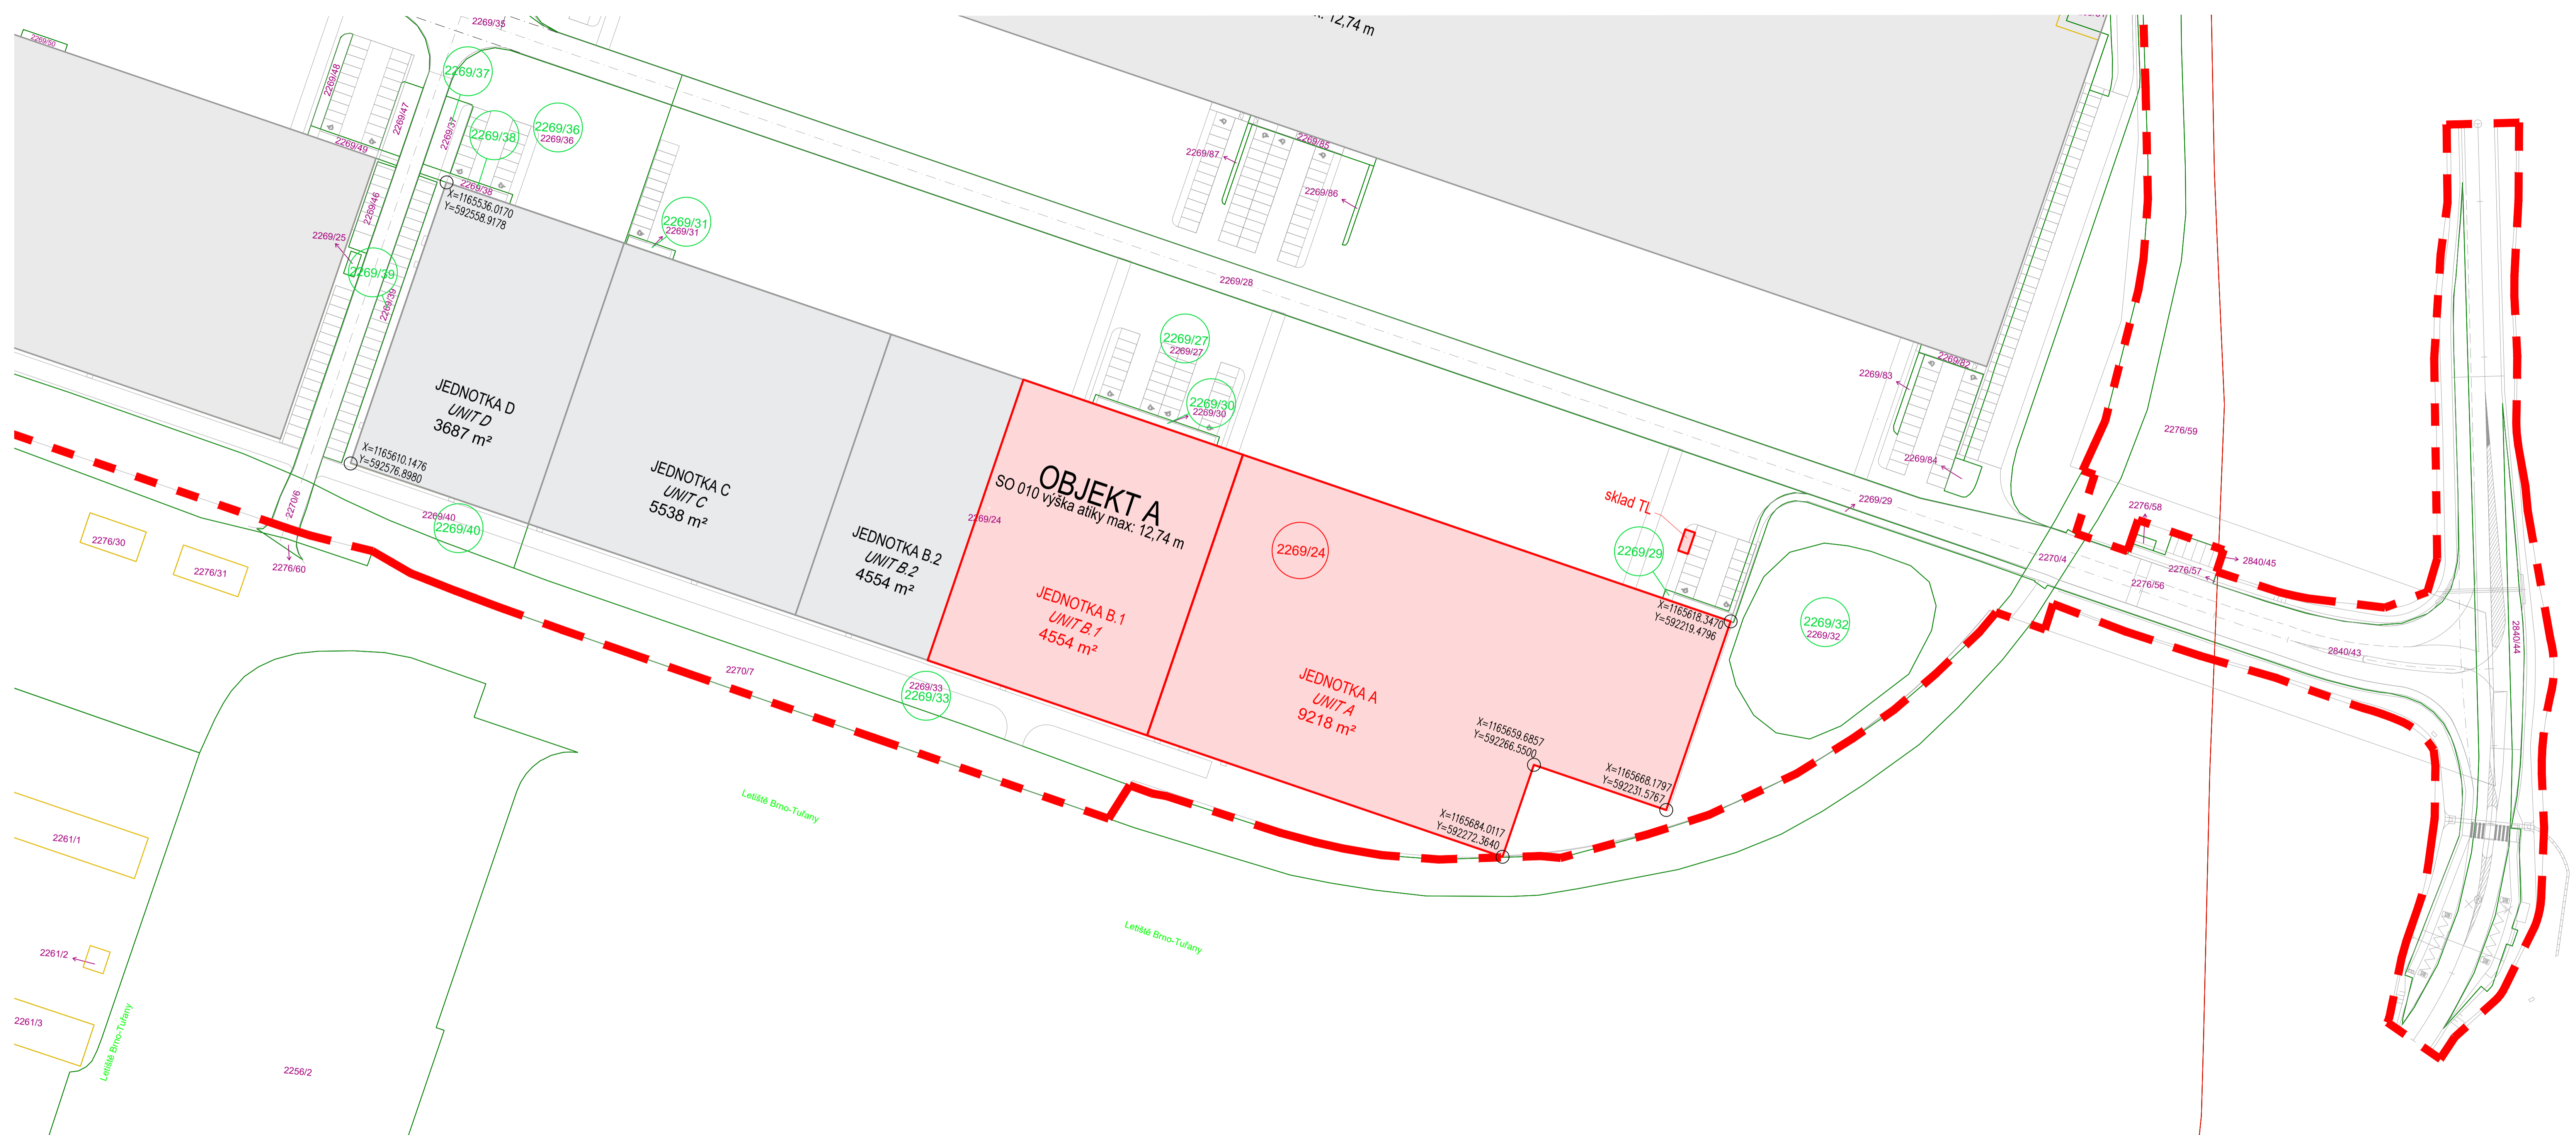 2269/35
x: 12,74 m
2269/50
2269/48
2269/47
2269/37
2269/37
2269/38
2269/36
2269/36
2269/49
2269/38
2269/46
2269/25
2269/39
2269/39
X=1165536.0170
Y=592558.9178
2269/31
2269/31
2269/87
2269/85
2269/86
2269/28
2269/27
2269/27
2269/30
2269/30
2269/82
2269/83
2269/84
2276/59
JEDNOTKA D
UNIT D
3687 m²
X=1165610.1476
Y=592576.8980
JEDNOTKA C
UNIT C
5538 m²
JEDNOTKA B.2
UNIT B.2
4554 m²
OBJEKT A
SO 010 výška atiky max: 12,74 m
2269/24
2269/24
JEDNOTKA B.1
UNIT B.1
4554 m²
JEDNOTKA A
UNIT A
9218 m²
sklad TL
2269/29
2269/29
X=1165618.3470
Y=592219.4796
2269/32
2269/32
2270/4
2276/58
2840/45
2276/57
2276/56
2840/43
2840/44
2270/6
2269/40
2269/40
2276/60
2276/30
2276/31
2270/7
2269/33
2269/33
X=1165659.6857
Y=592266.5500
X=1165668.1797
Y=592231.5767
X=1165684.0117
Y=592272.3640
Letiště Brno-Tuřany
Letiště Brno-Tuřany
Letiště Brno-Tuřany
2261/1
2261/2
2261/3
2256/2